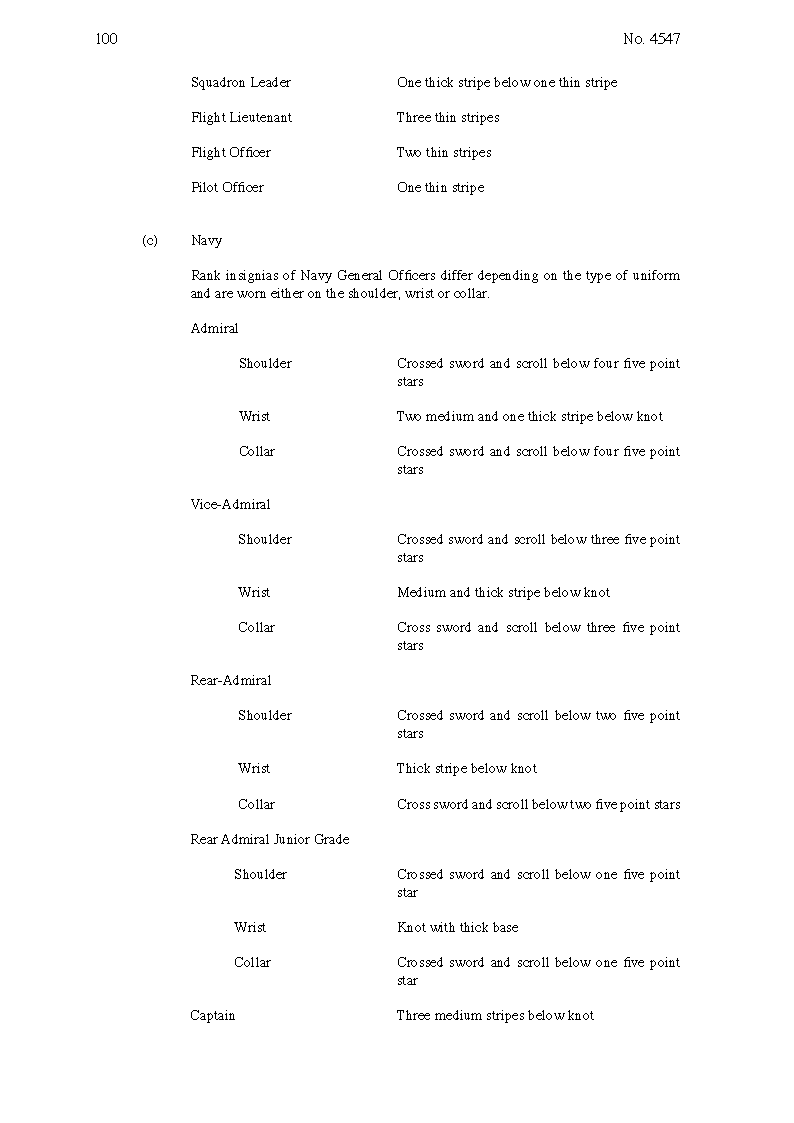 100 No. 4547
Squadron Leader One thick stripe below one thin stripe
Flight Lieutenant Three thin stripes
Flight Officer Two thin stripes
Pilot Officer One thin stripe
(c) Navy
Rank insignias of Navy General Officers differ depending on the type of uniform
and are worn either on the shoulder, wrist or collar.
Admiral
Shoulder Crossed sword and scroll below four five point
stars
Wrist Two medium and one thick stripe below knot
Collar Crossed sword and scroll below four five point
stars
Vice-Admiral
Shoulder Crossed sword and scroll below three five point
stars
Wrist Medium and thick stripe below knot
Collar Cross sword and scroll below three five point
stars
Rear-Admiral
Shoulder Crossed sword and scroll below two five point
stars
Wrist Thick stripe below knot
Collar Cross sword and scroll below two five point stars
Rear Admiral Junior Grade
Shoulder Crossed sword and scroll below one five point
star
Wrist Knot with thick base
Collar Crossed sword and scroll below one five point
star
Captain Three medium stripes below knot